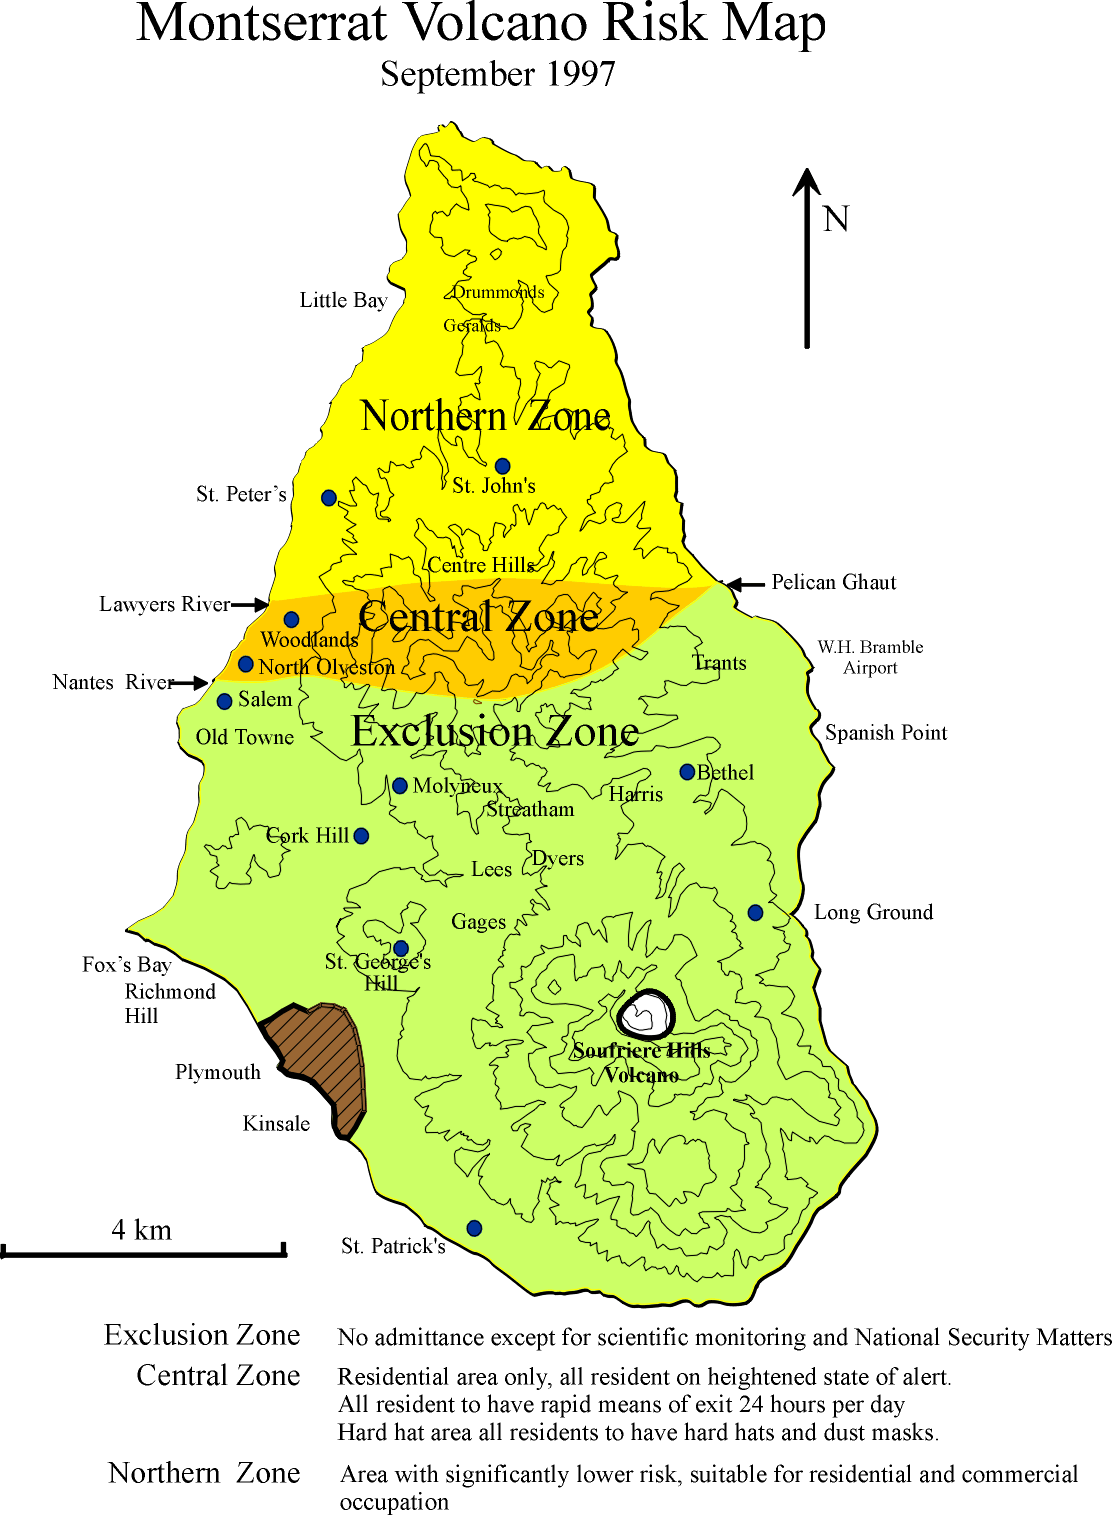 Montserrat Volcano Risk Map
September 1997
N
Little Bay
Drummonds
Geralds
Northern Zone
St. John's
St. Peter’s
Centre Hills
Pelican Ghaut
Lawyers River
Central Zone
Woodlands
North Olveston
W.H. Bramble
Airport
Trants
Nantes River
Salem
Old Towne
Exclusion Zone
Spanish Point
Bethel
Molyneux
Harris
Streatham
Cork Hill
Dyers
Lees
Gages
Long Ground
St. George's
Hill
Fox’s Bay
Richmond
Hill
Soufriere Hills
Volcano
Plymouth
Kinsale
4 km
St. Patrick's
Exclusion Zone No admittance except for scientific monitoring and National Security Matters
Central Zone Residential area only, all resident on heightened state of alert.
All resident to have rapid means of exit 24 hours per day
Hard hat area all residents to have hard hats and dust masks.
Northern Zone Area with significantly lower risk, suitable for residential and commercial
occupation